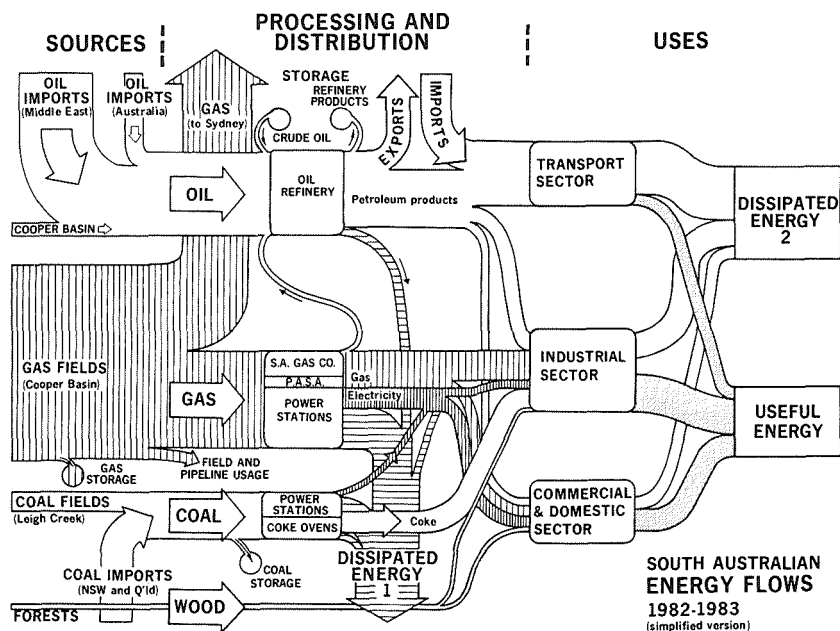 SOURCES
PROCESSING AND
DISTRIBUTION
USES
OIL
IMPORTS
(Middle East)
OIL
IMPORTS
(Australia)
GAS
(to Sydney)
STORAGE
REFINERY
PRODUCTS
CRUDE OIL
EXPORTS
IMPORTS
OIL
OIL
REFINERY
Petroleum products
TRANSPORT
SECTOR
DISSIPATED
ENERGY
2
COOPER BASIN
GAS FIELDS
(Cooper Basin)
GAS
S.A. GAS CO.
P.A.S.A.
POWER
STATIONS
Gas
Electricity
INDUSTRIAL
SECTOR
USEFUL
ENERGY
GAS
STORAGE
FIELD AND
PIPELINE USAGE
COAL FIELDS
(Leigh Creek)
COAL
POWER
STATIONS
COKE OVENS
Coke
COMMERCIAL
& DOMESTIC
SECTOR
COAL IMPORTS
(NSW and Q'ld)
COAL
STORAGE
DISSIPATED
ENERGY
1
FORESTS
WOOD
SOUTH AUSTRALIAN
ENERGY FLOWS
1982-1983
(simplified version)